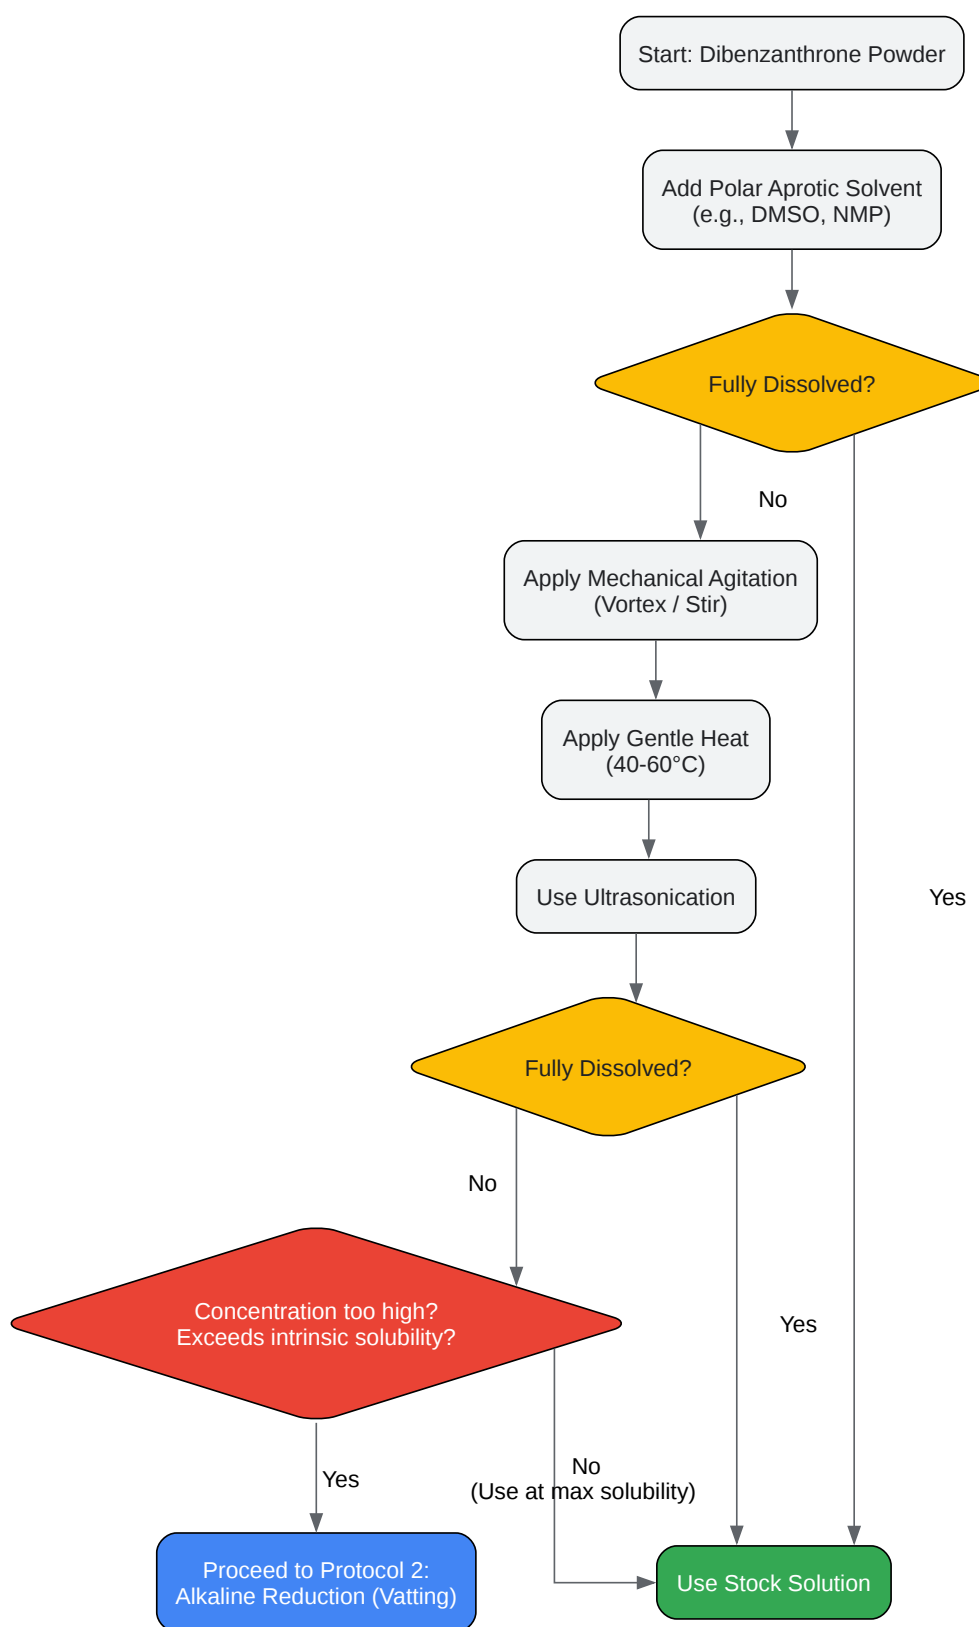 Start: Dibenzanthrone Powder
Add Polar Aprotic Solvent
(e.g., DMSO, NMP)
Fully Dissolved?
No
Apply Mechanical Agitation
(Vortex / Stir)
Apply Gentle Heat
(40-60°C)
Use Ultrasonication
Yes
Fully Dissolved?
No
Concentration too high?
Exceeds intrinsic solubility?
Yes
No
(Use at max solubility)
Yes
Proceed to Protocol 2:
Alkaline Reduction (Vatting)
Use Stock Solution